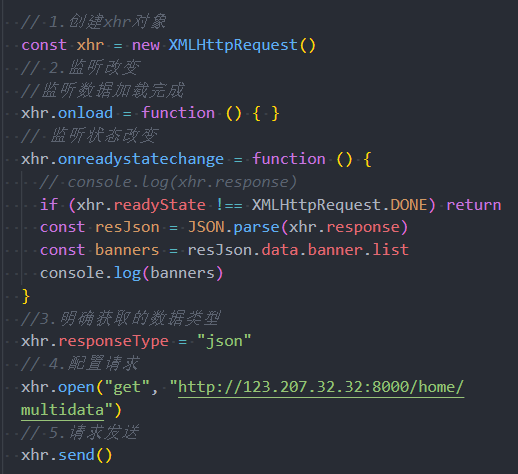 // 1.创建xhr对象
const xhr = new XMLHttpRequest()
// 2.监听改变
//监听数据加载完成
xhr.onload = function () { }
// 监听状态改变
xhr.onreadystatechange = function () {
// console.log(xhr.response)
if (xhr.readyState !== XMLHttpRequest.DONE) return
const resJson = JSON.parse(xhr.response)
const banners = resJson.data.banner.list
console.log(banners)
}
//3.明确获取的数据类型
xhr.responseType = "json"
// 4.配置请求
xhr.open("get", "http://123.207.32.32:8000/home/
multidata")
// 5.请求发送
xhr.send()